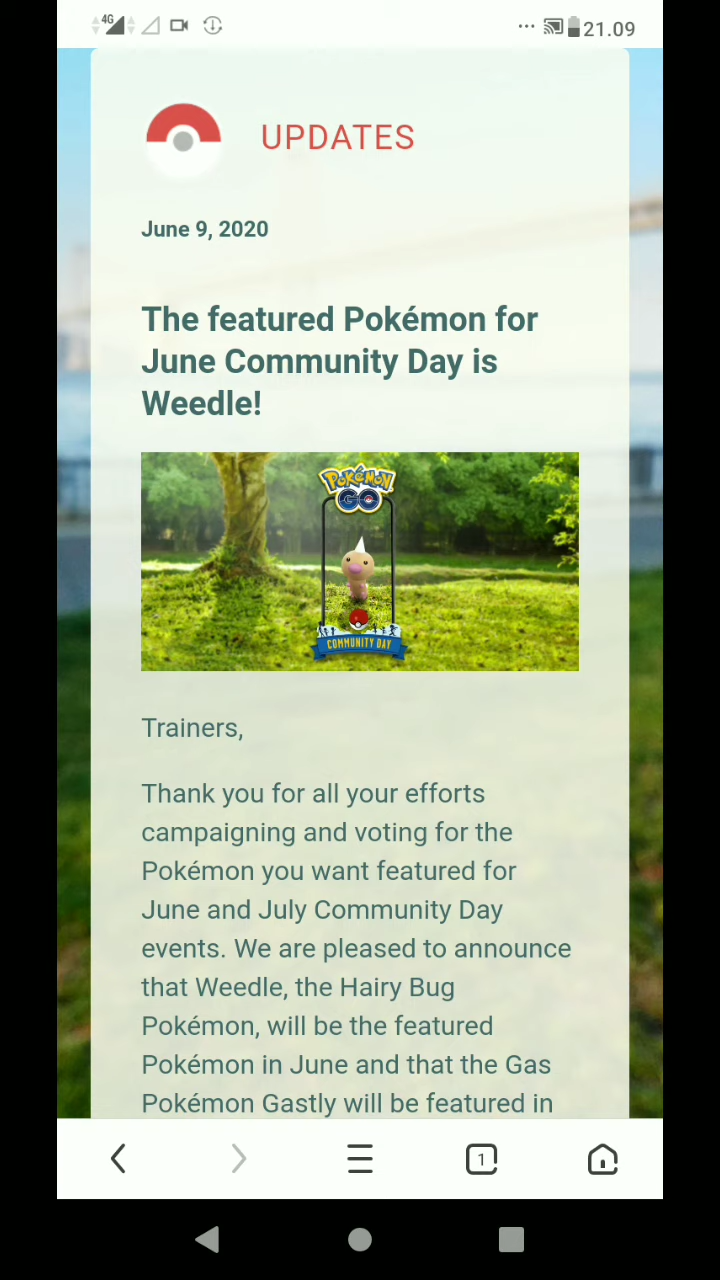 4G 21.09
UPDATES
June 9, 2020
The featured Pokémon for
June Community Day is
Weedle!
POKÉMON
GO
COMMUNITY DAY
Trainers,
Thank you for all your efforts
campaigning and voting for the
Pokémon you want featured for
June and July Community Day
events. We are pleased to announce
that Weedle, the Hairy Bug
Pokémon, will be the featured
Pokémon in June and that the Gas
Pokémon Gastly will be featured in
1